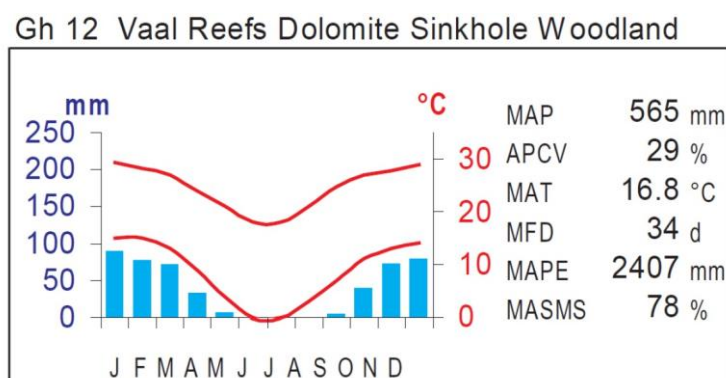 Gh 12 Vaal Reefs Dolomite Sinkhole Woodland
mm
°C
250
200
150
100
50
0
30
20
10
0
J F M A M J J A S O N D
MAP 565 mm
APCV 29 %
MAT 16.8 °C
MFD 34 d
MAPE 2407 mm
MASMS 78 %